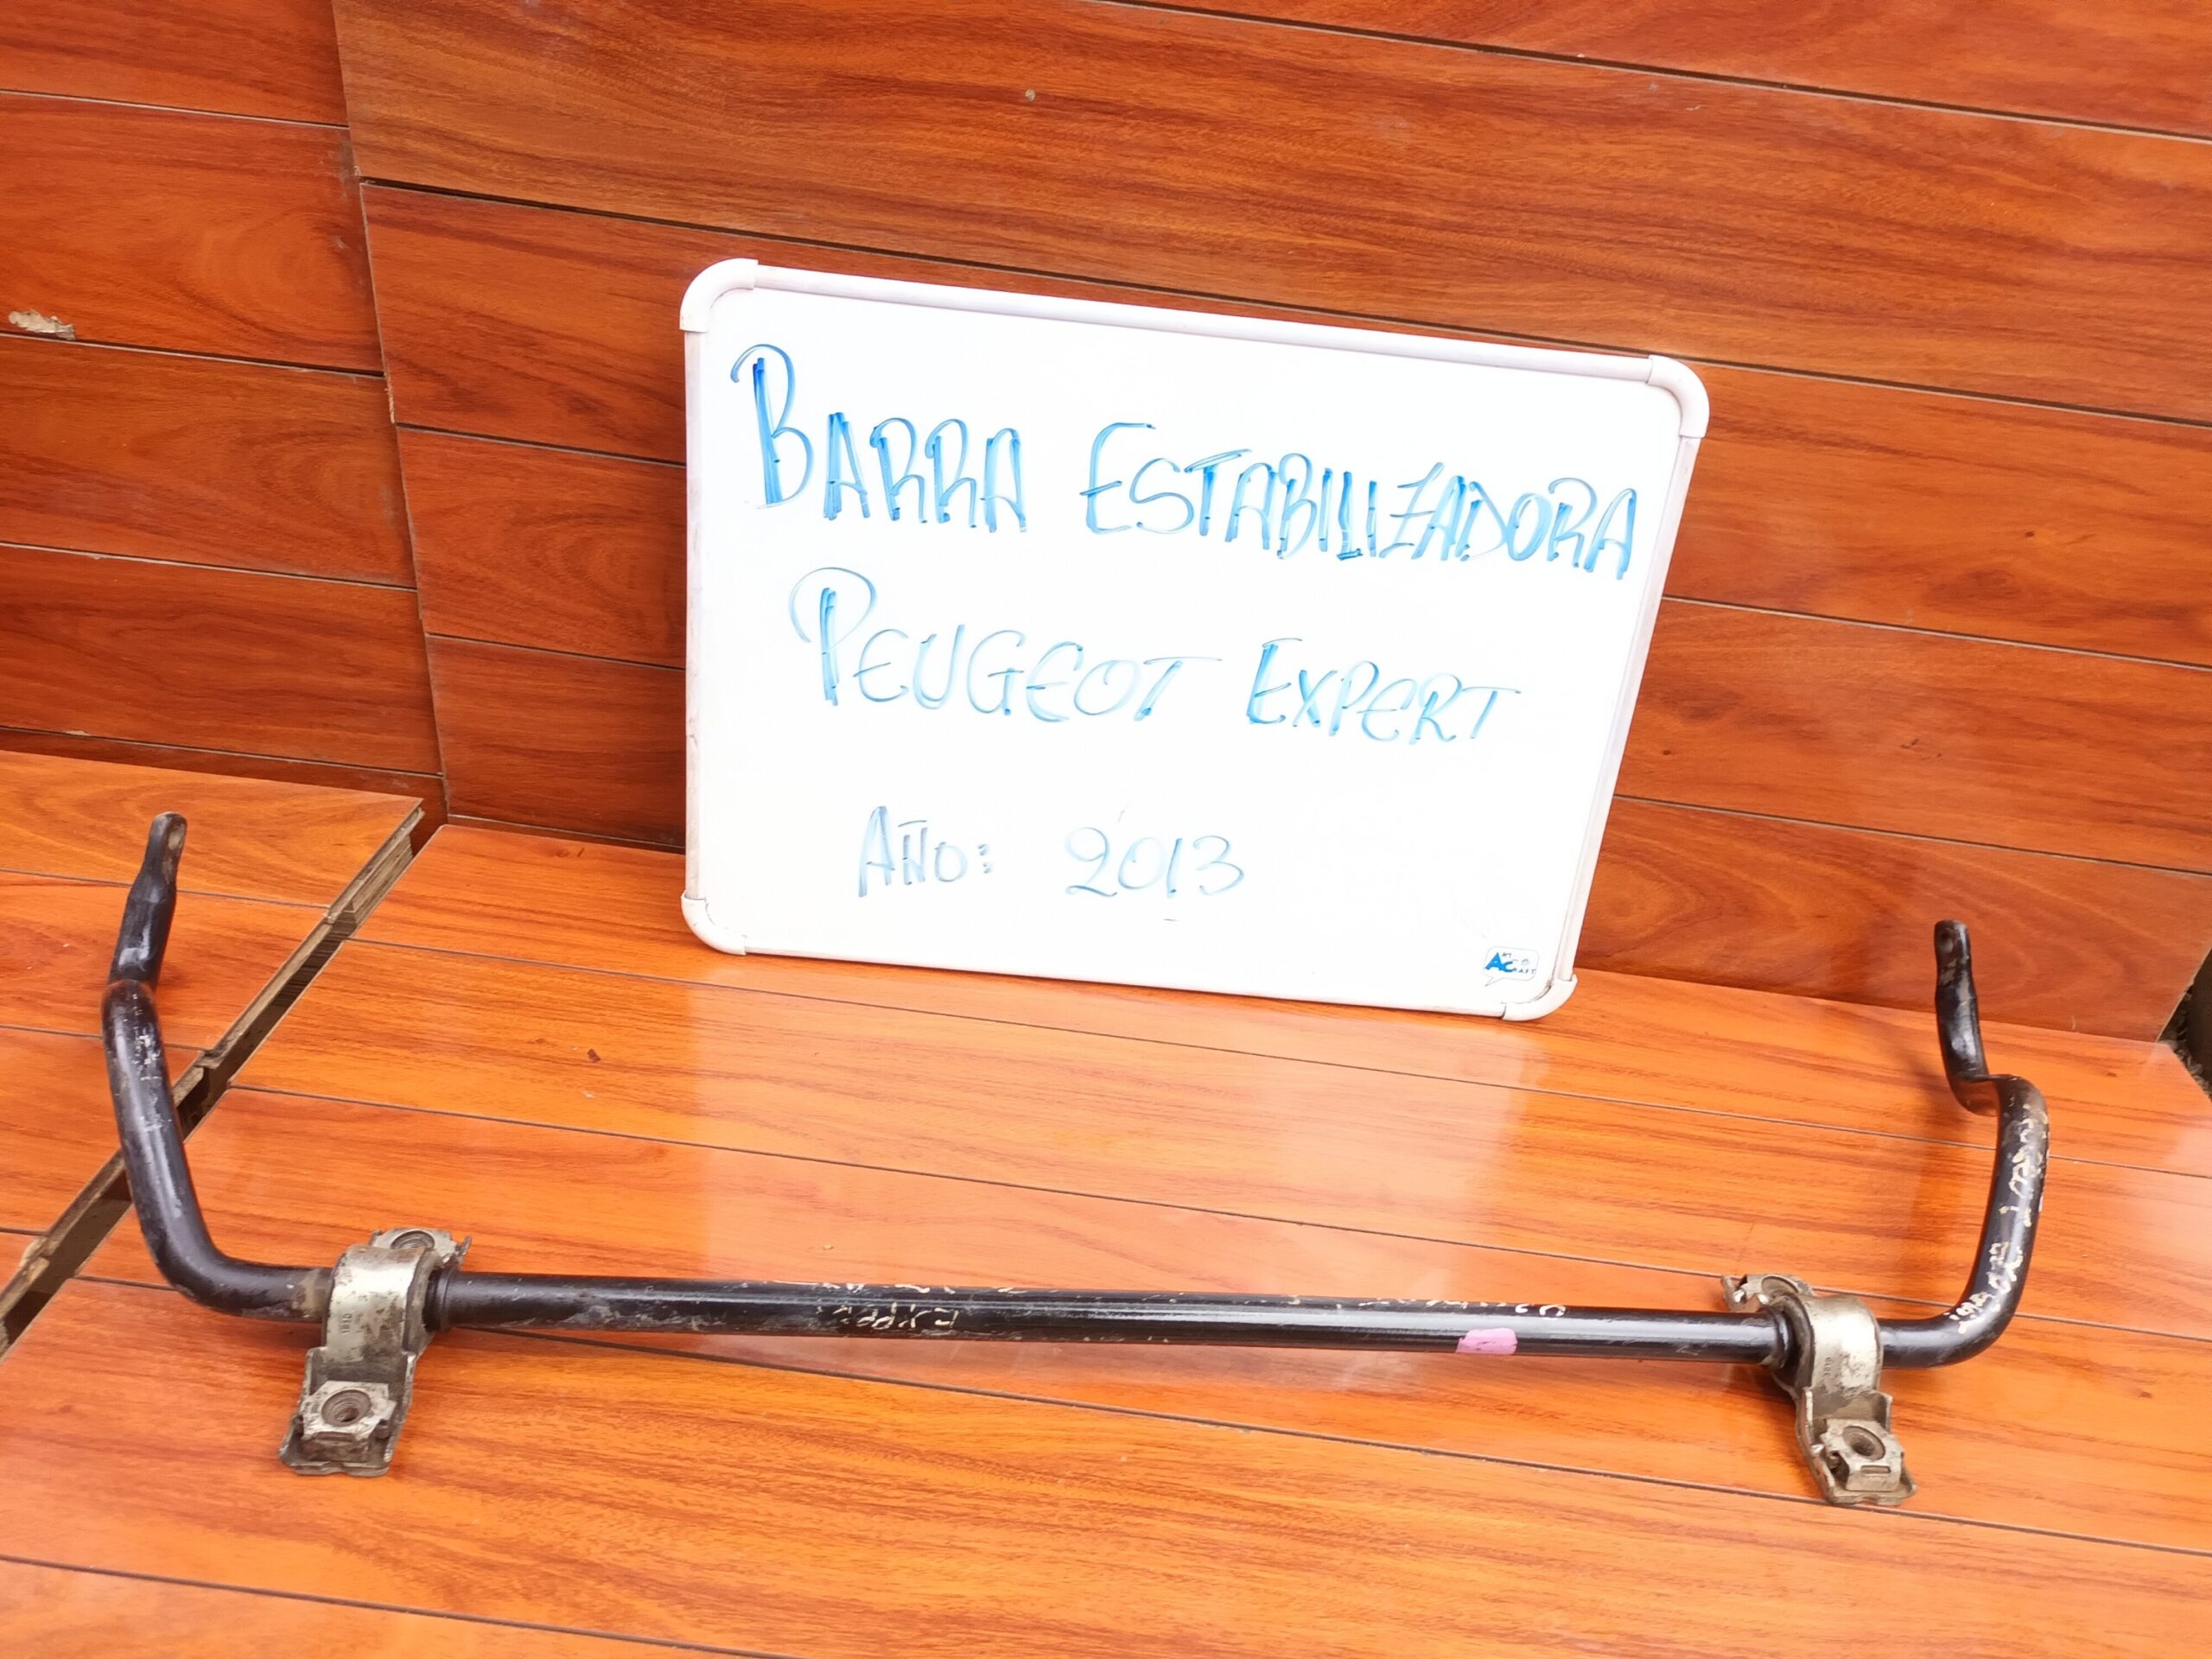 BARRA ESTABILIZADORA
PEUGEOT EXPERT
AÑO: 2013